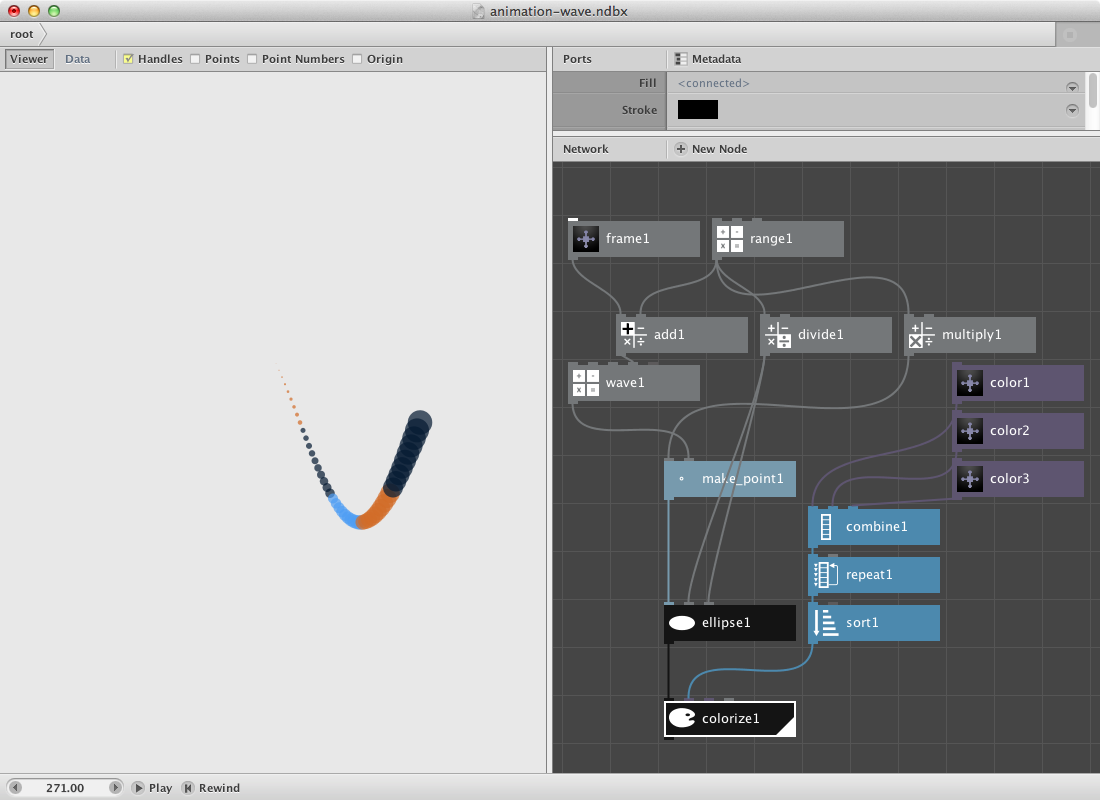 animation-wave.ndbx
root
Viewer Data Handles Points Point Numbers Origin
Ports Metadata
Fill <connected>
Stroke
Network New Node
frame1 range1
add1 divide1 multiply1
wave1 color1
color2
make_point1 color3
combine1
repeat1
ellipse1 sort1
colorize1
271.00 Play Rewind